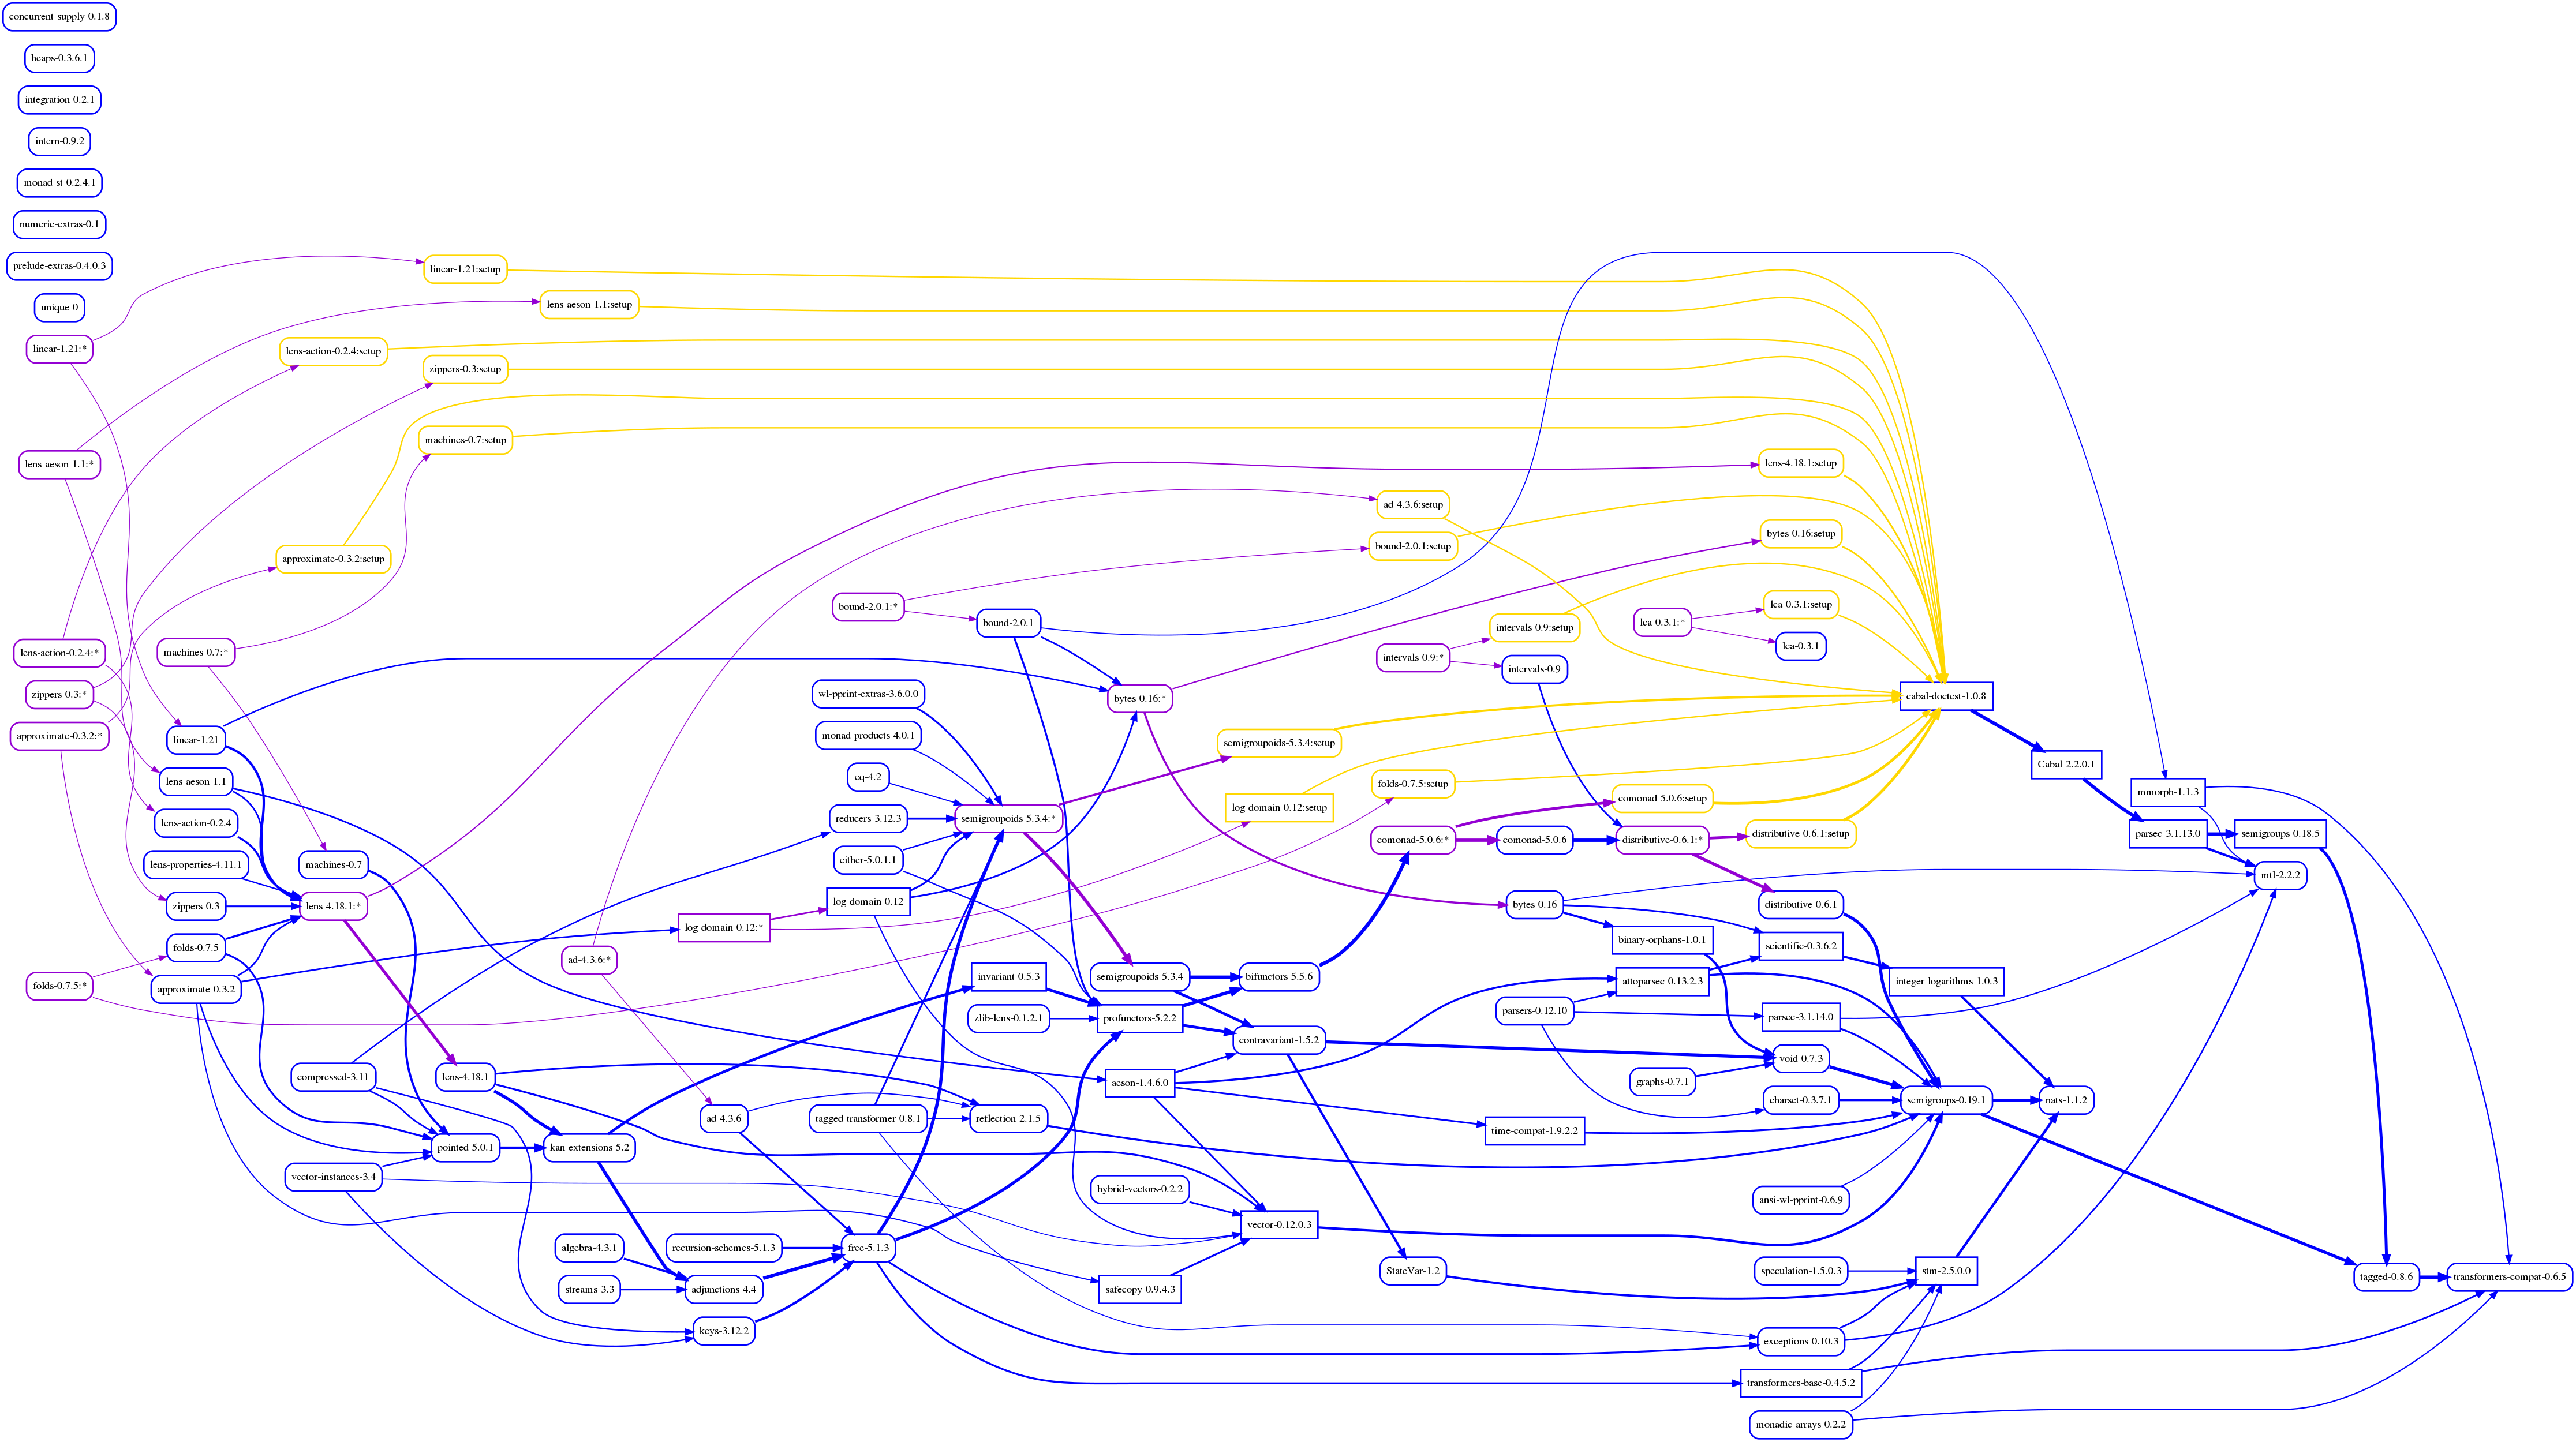 concurrent-supply-0.1.8
heaps-0.3.6.1
integration-0.2.1
intern-0.9.2
monad-st-0.2.4.1
numeric-extras-0.1
prelude-extras-0.4.0.3
unique-0
linear-1.21:*
lens-aeson-1.1:*
lens-action-0.2.4:*
zippers-0.3:*
approximate-0.3.2:*
folds-0.7.5:*
machines-0.7:*
linear-1.21
lens-aeson-1.1
lens-action-0.2.4
lens-properties-4.11.1
zippers-0.3
folds-0.7.5
approximate-0.3.2
lens-action-0.2.4:setup
approximate-0.3.2:setup
machines-0.7
lens-4.18.1:*
compressed-3.11
vector-instances-3.4
linear-1.21:setup
zippers-0.3:setup
machines-0.7:setup
lens-4.18.1
pointed-5.0.1
lens-aeson-1.1:setup
ad-4.3.6:*
kan-extensions-5.2
algebra-4.3.1
streams-3.3
log-domain-0.12:*
ad-4.3.6
recursion-schemes-5.1.3
adjunctions-4.4
keys-3.12.2
bound-2.0.1:*
wl-pprint-extras-3.6.0.0
monad-products-4.0.1
eq-4.2
reducers-3.12.3
either-5.0.1.1
log-domain-0.12
tagged-transformer-0.8.1
free-5.1.3
bound-2.0.1
semigroupoids-5.3.4:*
invariant-0.5.3
zlib-lens-0.1.2.1
reflection-2.1.5
bytes-0.16:*
semigroupoids-5.3.4
profunctors-5.2.2
aeson-1.4.6.0
hybrid-vectors-0.2.2
safecopy-0.9.4.3
semigroupoids-5.3.4:setup
log-domain-0.12:setup
bifunctors-5.5.6
contravariant-1.5.2
vector-0.12.0.3
ad-4.3.6:setup
bound-2.0.1:setup
intervals-0.9:*
folds-0.7.5:setup
comonad-5.0.6:*
StateVar-1.2
intervals-0.9:setup
intervals-0.9
comonad-5.0.6
bytes-0.16
parsers-0.12.10
time-compat-1.9.2.2
lca-0.3.1:*
comonad-5.0.6:setup
distributive-0.6.1:*
binary-orphans-1.0.1
attoparsec-0.13.2.3
graphs-0.7.1
lens-4.18.1:setup
bytes-0.16:setup
lca-0.3.1:setup
lca-0.3.1
distributive-0.6.1:setup
distributive-0.6.1
scientific-0.3.6.2
parsec-3.1.14.0
void-0.7.3
charset-0.3.7.1
ansi-wl-pprint-0.6.9
speculation-1.5.0.3
exceptions-0.10.3
transformers-base-0.4.5.2
monadic-arrays-0.2.2
cabal-doctest-1.0.8
integer-logarithms-1.0.3
semigroups-0.19.1
stm-2.5.0.0
Cabal-2.2.0.1
nats-1.1.2
mmorph-1.1.3
parsec-3.1.13.0
semigroups-0.18.5
mtl-2.2.2
tagged-0.8.6
transformers-compat-0.6.5